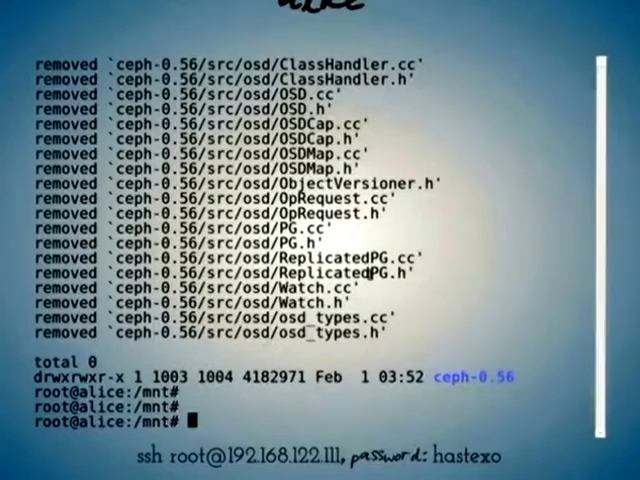 alice
removed `ceph-0.56/src/osd/ClassHandler.cc'
removed `ceph-0.56/src/osd/ClassHandler.h'
removed `ceph-0.56/src/osd/OSD.cc'
removed `ceph-0.56/src/osd/OSD.h'
removed `ceph-0.56/src/osd/OSDCap.cc'
removed `ceph-0.56/src/osd/OSDCap.h'
removed `ceph-0.56/src/osd/OSDMap.cc'
removed `ceph-0.56/src/osd/OSDMap.h'
removed `ceph-0.56/src/osd/ObjectVersioner.h'
removed `ceph-0.56/src/osd/OpRequest.cc'
removed `ceph-0.56/src/osd/OpRequest.h'
removed `ceph-0.56/src/osd/PG.cc'
removed `ceph-0.56/src/osd/PG.h'
removed `ceph-0.56/src/osd/ReplicatedPG.cc'
removed `ceph-0.56/src/osd/ReplicatedPG.h'
removed `ceph-0.56/src/osd/Watch.cc'
removed `ceph-0.56/src/osd/Watch.h'
removed `ceph-0.56/src/osd/osd_types.cc'
removed `ceph-0.56/src/osd/osd_types.h'
total 0
drwxrwxr-x 1 1003 1004 4182971 Feb  1 03:52 ceph-0.56
root@alice:/mnt#
root@alice:/mnt#
root@alice:/mnt#
ssh root@192.168.122.111, password: hastexo